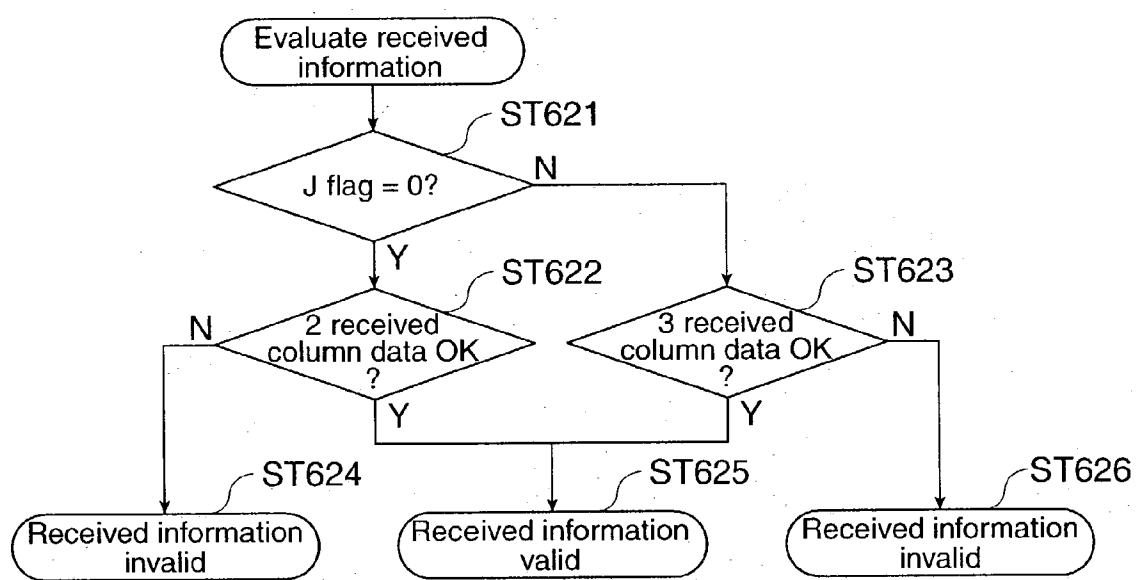 Evaluate received
information
ST621
J flag = 0?
N
Y
ST622
ST623
N
2 received
column data OK
?
3 received
column data OK
?
N
Y
Y
ST624
ST625
ST626
Received information
invalid
Received information
valid
Received information
invalid